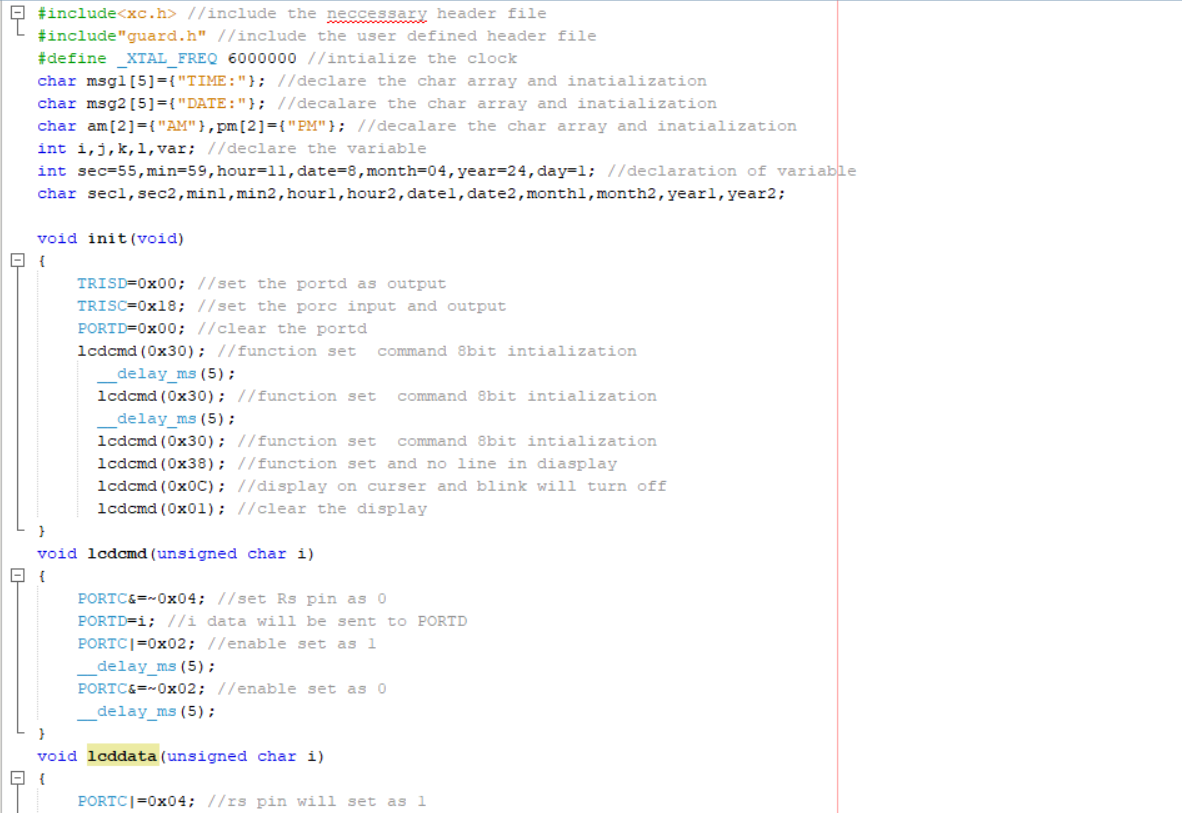 #include<xc.h> //include the neccessary header file
#include"guard.h" //include the user defined header file
#define _XTAL_FREQ 6000000 //intialize the clock
char msg1[5]={"TIME:"}; //declare the char array and inatialization
char msg2[5]={"DATE:"}; //decalare the char array and inatialization
char am[2]={"AM"},pm[2]={"PM"}; //decalare the char array and inatialization
int i,j,k,l,var; //declare the variable
int sec=55,min=59,hour=11,date=8,month=04,year=24,day=1; //declaration of variable
char sec1,sec2,min1,min2,hour1,hour2,date1,date2,month1,month2,year1,year2;
void init(void)
{
TRISD=0x00; //set the portd as output
TRISC=0x18; //set the porc input and output
PORTD=0x00; //clear the portd
lcdcmd(0x30); //function set  command 8bit intialization
__delay_ms(5);
lcdcmd(0x30); //function set  command 8bit intialization
__delay_ms(5);
lcdcmd(0x30); //function set  command 8bit intialization
lcdcmd(0x38); //function set and no line in diasplay
lcdcmd(0x0C); //display on curser and blink will turn off
lcdcmd(0x01); //clear the display
}
void lcdcmd(unsigned char i)
{
PORTC&=~0x04; //set Rs pin as 0
PORTD=i; //i data will be sent to PORTD
PORTC|=0x02; //enable set as 1
__delay_ms(5);
PORTC&=~0x02; //enable set as 0
__delay_ms(5);
}
void lcddata(unsigned char i)
{
PORTC|=0x04; //rs pin will set as 1